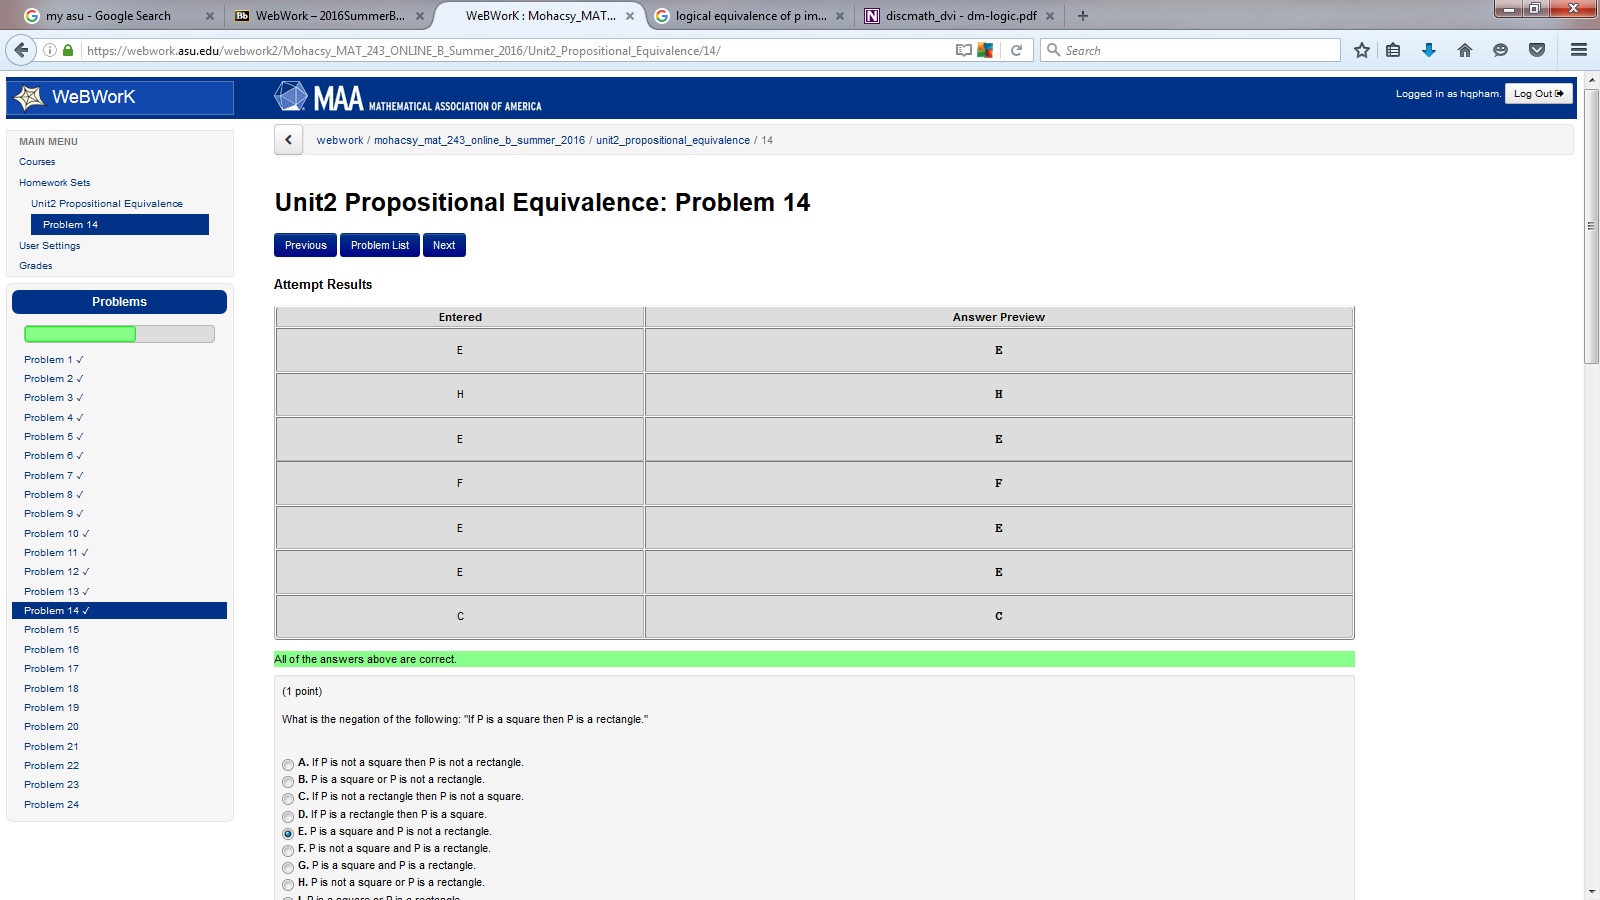 my asu - Google Search
WebWork – 2016SummerB...
WeBWorK : Mohacsy_MAT...
logical equivalence of p im...
discmath_dvi - dm-logic.pdf
https://webwork.asu.edu/webwork2/Mohacsy_MAT_243_ONLINE_B_Summer_2016/Unit2_Propositional_Equivalence/14/
Search
WeBWorK
MAA MATHEMATICAL ASSOCIATION OF AMERICA
Logged in as hqpham.
Log Out
MAIN MENU
Courses
Homework Sets
Unit2 Propositional Equivalence
Problem 14
User Settings
Grades
Problems
Problem 1 ✓
Problem 2 ✓
Problem 3 ✓
Problem 4 ✓
Problem 5 ✓
Problem 6 ✓
Problem 7 ✓
Problem 8 ✓
Problem 9 ✓
Problem 10 ✓
Problem 11 ✓
Problem 12 ✓
Problem 13 ✓
Problem 14 ✓
Problem 15
Problem 16
Problem 17
Problem 18
Problem 19
Problem 20
Problem 21
Problem 22
Problem 23
Problem 24
webwork / mohacsy_mat_243_online_b_summer_2016 / unit2_propositional_equivalence / 14
Unit2 Propositional Equivalence: Problem 14
Previous
Problem List
Next
Attempt Results
Entered Answer Preview
E E
H H
E E
F F
E E
E E
C C
All of the answers above are correct.
(1 point)
What is the negation of the following: "If P is a square then P is a rectangle."
A. If P is not a square then P is not a rectangle.
B. P is a square or P is not a rectangle.
C. If P is not a rectangle then P is not a square.
D. If P is a rectangle then P is a square.
E. P is a square and P is not a rectangle.
F. P is not a square and P is a rectangle.
G. P is a square and P is a rectangle.
H. P is not a square or P is a rectangle.
I. P is a square or P is a rectangle.